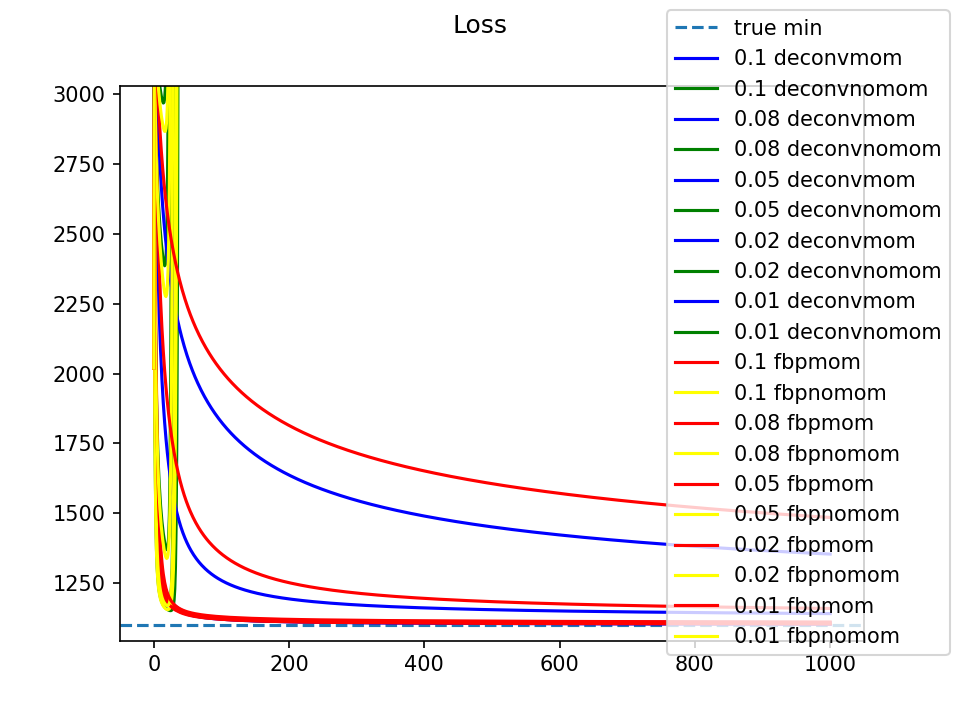 Loss
true min
0.1 deconvmom
0.1 deconvnomom
0.08 deconvmom
0.08 deconvnomom
0.05 deconvmom
0.05 deconvnomom
0.02 deconvmom
0.02 deconvnomom
0.01 deconvmom
0.01 deconvnomom
0.1 fbpmom
0.1 fbpnomom
0.08 fbpmom
0.08 fbpnomom
0.05 fbpmom
0.05 fbpnomom
0.02 fbpmom
0.02 fbpnomom
0.01 fbpmom
0.01 fbpnomom
3000
2750
2500
2250
2000
1750
1500
1250
0 200 400 600 800 1000